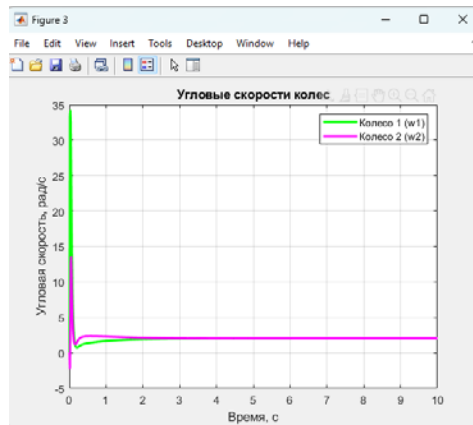 Figure 3
File Edit View Insert Tools Desktop Window Help
Угловые скорости колес
Колесо 1 (w1)
Колесо 2 (w2)
Угловая скорость, рад/с
35
30
25
20
15
10
5
0
-5
0 1 2 3 4 5 6 7 8 9 10
Время, с